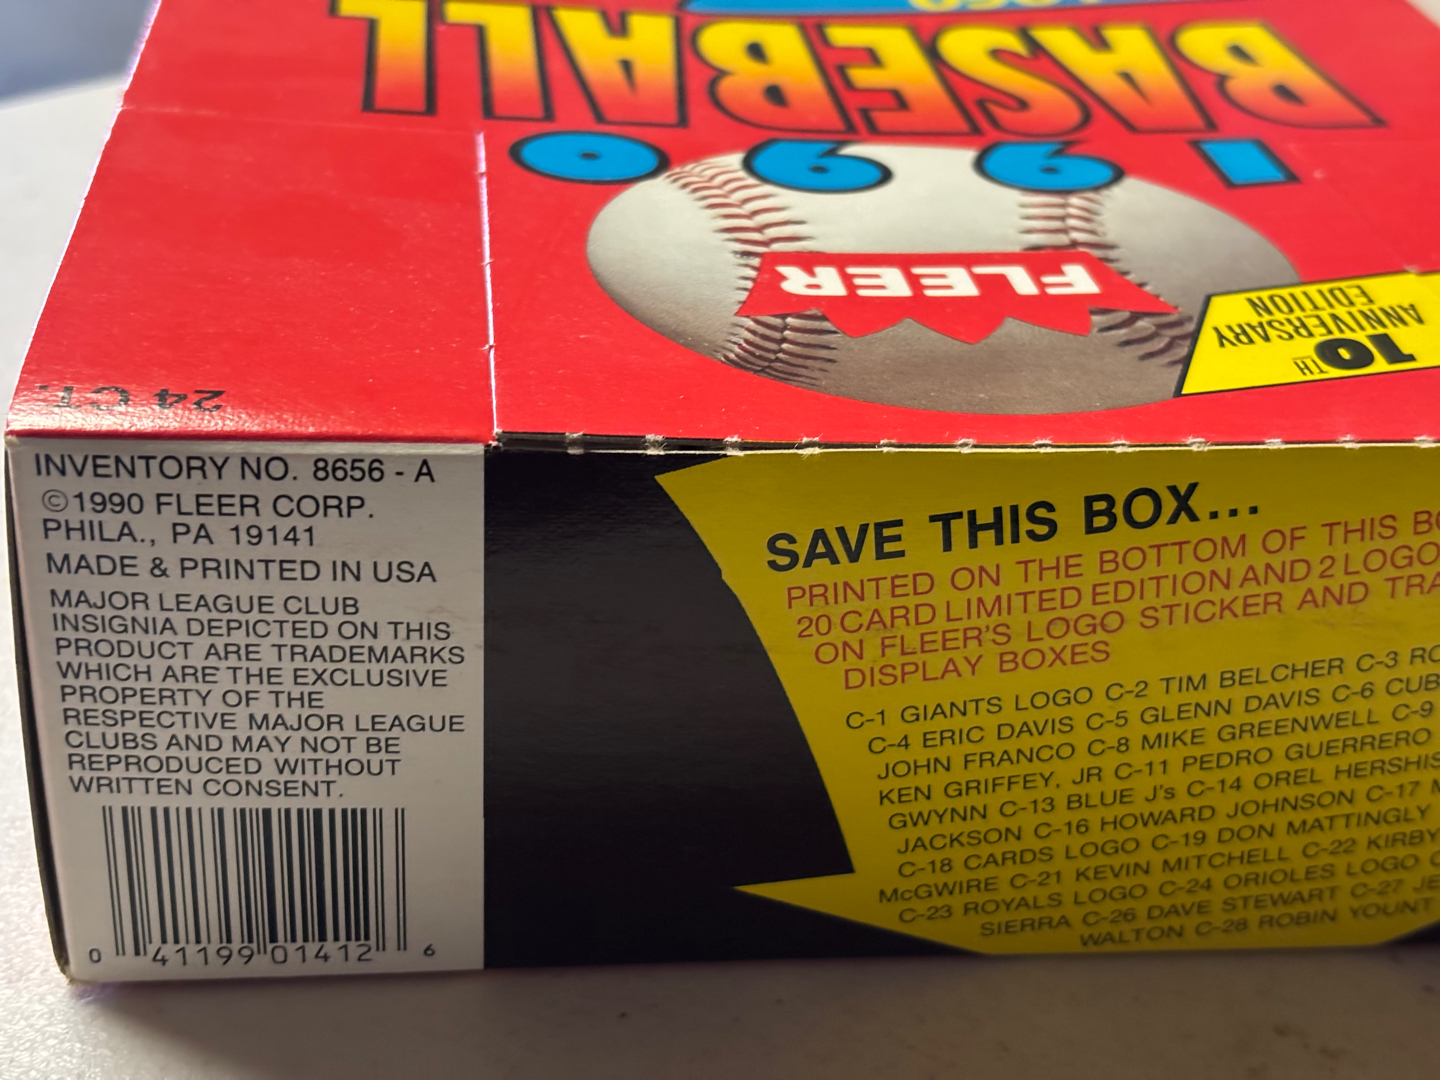 LOGO
BASEBALL
1990
FLEER
10TH
ANNIVERSARY
EDITION
24 CT.
INVENTORY NO. 8656 - A
©1990 FLEER CORP.
PHILA., PA 19141
MADE & PRINTED IN USA
MAJOR LEAGUE CLUB
INSIGNIA DEPICTED ON THIS
PRODUCT ARE TRADEMARKS
WHICH ARE THE EXCLUSIVE
PROPERTY OF THE
RESPECTIVE MAJOR LEAGUE
CLUBS AND MAY NOT BE
REPRODUCED WITHOUT
WRITTEN CONSENT.
0 41199 01412 6
SAVE THIS BOX...
PRINTED ON THE BOTTOM OF THIS
20 CARD LIMITED EDITION AND 2 LOGO
ON FLEER'S LOGO STICKER AND
DISPLAY BOXES
C-1 GIANTS LOGO C-2 TIM BELCHER C-3
C-4 ERIC DAVIS C-5 GLENN DAVIS C-6
JOHN FRANCO C-8 MIKE GREENWELL C-9
KEN GRIFFEY, JR C-11 PEDRO GUERRERO
GWYNN C-13 BLUE J's C-14 OREL
JACKSON C-16 HOWARD JOHNSON C-17
C-18 CARDS LOGO C-19 DON MATTINGLY
McGWIRE C-21 KEVIN MITCHELL C-22 KIRBY
C-23 ROYALS LOGO C-24 ORIOLES LOGO
SIERRA C-26 DAVE STEWART C-27
WALTON C-28 ROBIN YOUNT